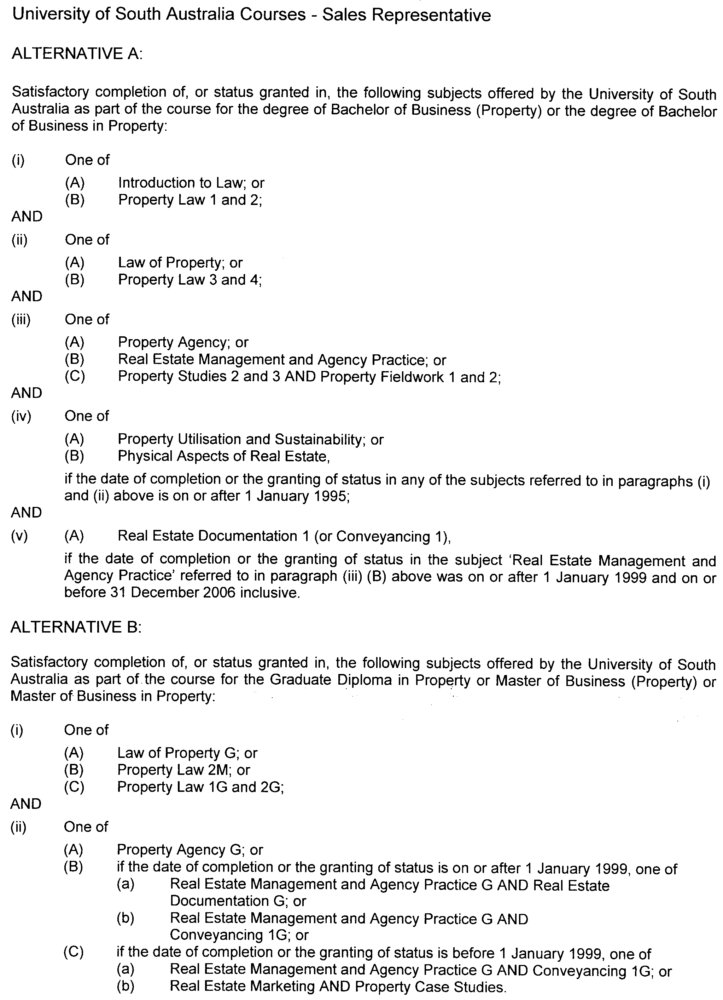 University of South Australia Courses - Sales Representative
ALTERNATIVE A:
Satisfactory completion of, or status granted in, the following subjects offered by the University of South
Australia as part of the course for the degree of Bachelor of Business (Property) or the degree of Bachelor
of Business in Property:
(i) One of
(A) Introduction to Law; or
(B) Property Law 1 and 2;
AND
(ii) One of
(A) Law of Property; or
(B) Property Law 3 and 4;
AND
(iii) One of
(A) Property Agency; or
(B) Real Estate Management and Agency Practice; or
(C) Property Studies 2 and 3 AND Property Fieldwork 1 and 2;
AND
(iv) One of
(A) Property Utilisation and Sustainability; or
(B) Physical Aspects of Real Estate,
if the date of completion or the granting of status in any of the subjects referred to in paragraphs (i)
and (ii) above is on or after 1 January 1995;
AND
(v) (A) Real Estate Documentation 1 (or Conveyancing 1),
if the date of completion or the granting of status in the subject ‘Real Estate Management and
Agency Practice’ referred to in paragraph (iii) (B) above was on or after 1 January 1999 and on or
before 31 December 2006 inclusive.
ALTERNATIVE B:
Satisfactory completion of, or status granted in, the following subjects offered by the University of South
Australia as part of the course for the Graduate Diploma in Property or Master of Business (Property) or
Master of Business in Property:
(i) One of
(A) Law of Property G; or
(B) Property Law 2M; or
(C) Property Law 1G and 2G;
AND
(ii) One of
(A) Property Agency G; or
(B) if the date of completion or the granting of status is on or after 1 January 1999, one of
(a) Real Estate Management and Agency Practice G AND Real Estate
Documentation G; or
(b) Real Estate Management and Agency Practice G AND
Conveyancing 1G; or
(C) if the date of completion or the granting of status is before 1 January 1999, one of
(a) Real Estate Management and Agency Practice G AND Conveyancing 1G; or
(b) Real Estate Marketing AND Property Case Studies.